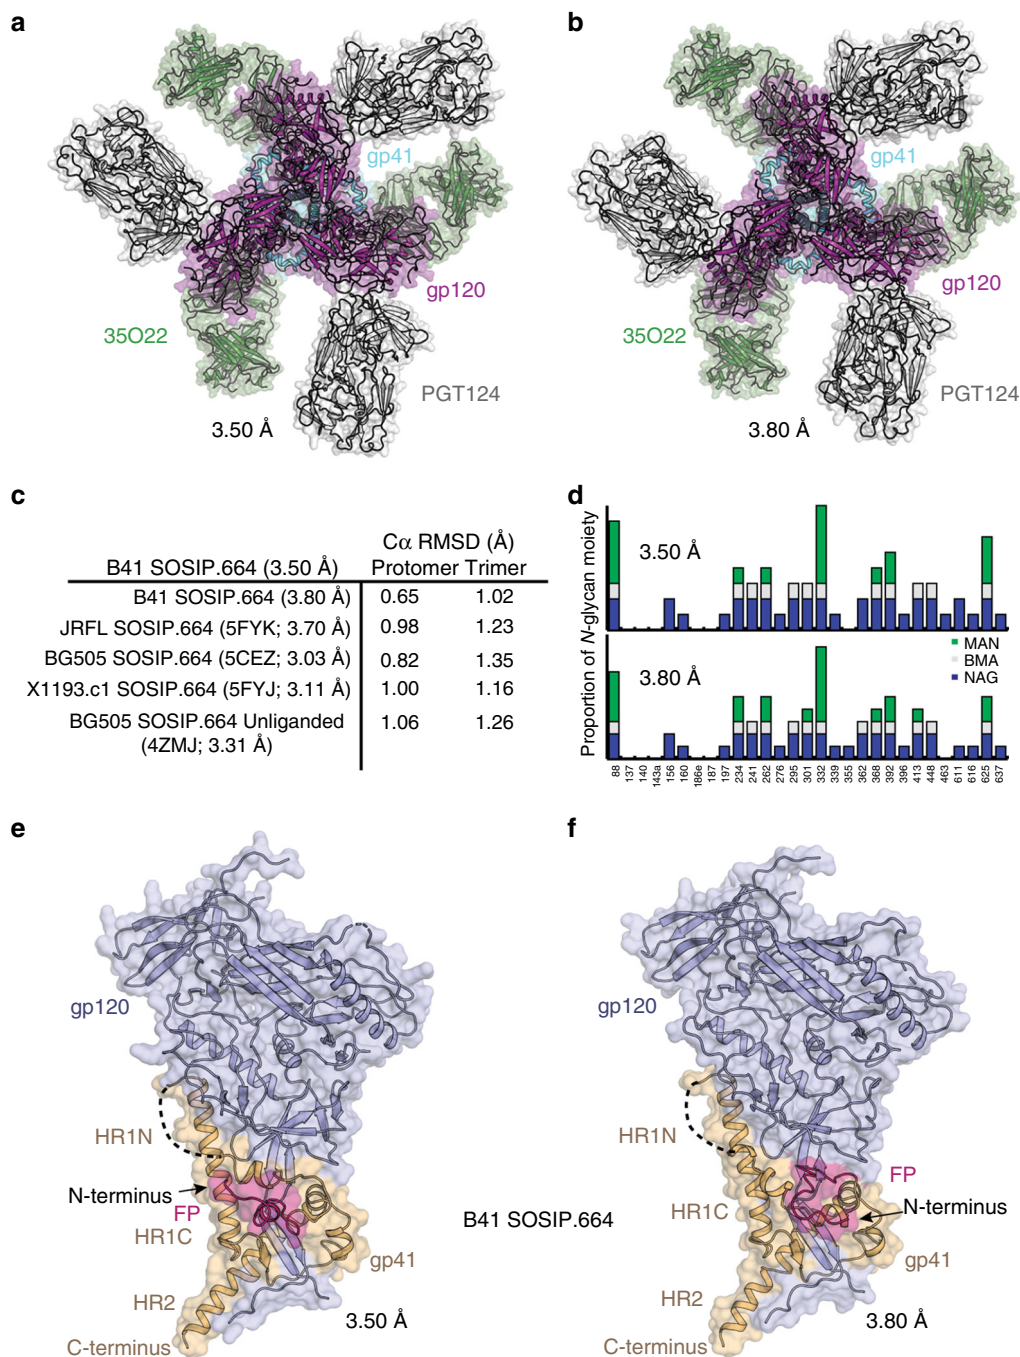 a
gp41
gp120
35O22
PGT124
3.50 Å
b
gp41
gp120
35O22
PGT124
3.80 Å
c
Cα RMSD (Å)
B41 SOSIP.664 (3.50 Å) Protomer Trimer
B41 SOSIP.664 (3.80 Å) 0.65 1.02
JRFL SOSIP.664 (5FYK; 3.70 Å) 0.98 1.23
BG505 SOSIP.664 (5CEZ; 3.03 Å) 0.82 1.35
X1193.c1 SOSIP.664 (5FYJ; 3.11 Å) 1.00 1.16
BG505 SOSIP.664 Unliganded 1.06 1.26
(4ZMJ; 3.31 Å)
d
Proportion of N-glycan moiety
3.50 Å
MAN
BMA
NAG
3.80 Å
88 137 140 143a 156 160 186e 187 197 234 241 262 276 295 301 332 339 355 362 368 392 396 413 448 463 611 616 625 637
e
gp120
HR1N
N-terminus
FP
HR1C
gp41
HR2
C-terminus
3.50 Å
B41 SOSIP.664
f
gp120
HR1N
FP
N-terminus
HR1C
gp41
HR2
C-terminus
3.80 Å